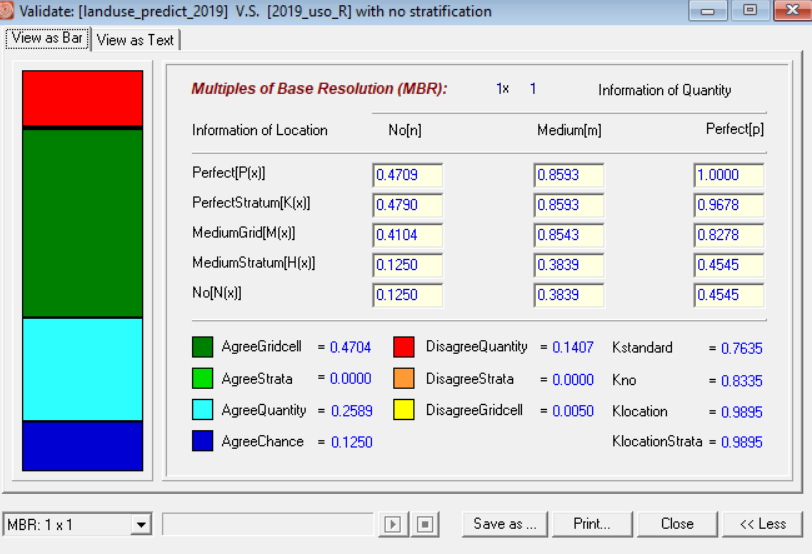 Validate: [landuse_predict_2019] V.S. [2019_uso_R] with no stratification
View as Bar View as Text
Multiples of Base Resolution (MBR): 1x 1 Information of Quantity
Information of Location No[n] Medium[m] Perfect[p]
Perfect[P(x)] 0.4709 0.8593 1.0000
PerfectStratum[K(x)] 0.4790 0.8593 0.9678
MediumGrid[M(x)] 0.4104 0.8543 0.8278
MediumStratum[H(x)] 0.1250 0.3839 0.4545
No[N(x)] 0.1250 0.3839 0.4545
AgreeGridcell = 0.4704 DisagreeQuantity = 0.1407 Kstandard = 0.7635
AgreeStrata = 0.0000 DisagreeStrata = 0.0000 Kno = 0.8335
AgreeQuantity = 0.2589 DisagreeGridcell = 0.0050 Klocation = 0.9895
AgreeChance = 0.1250 KlocationStrata = 0.9895
MBR: 1 x 1 Save as ... Print... Close << Less